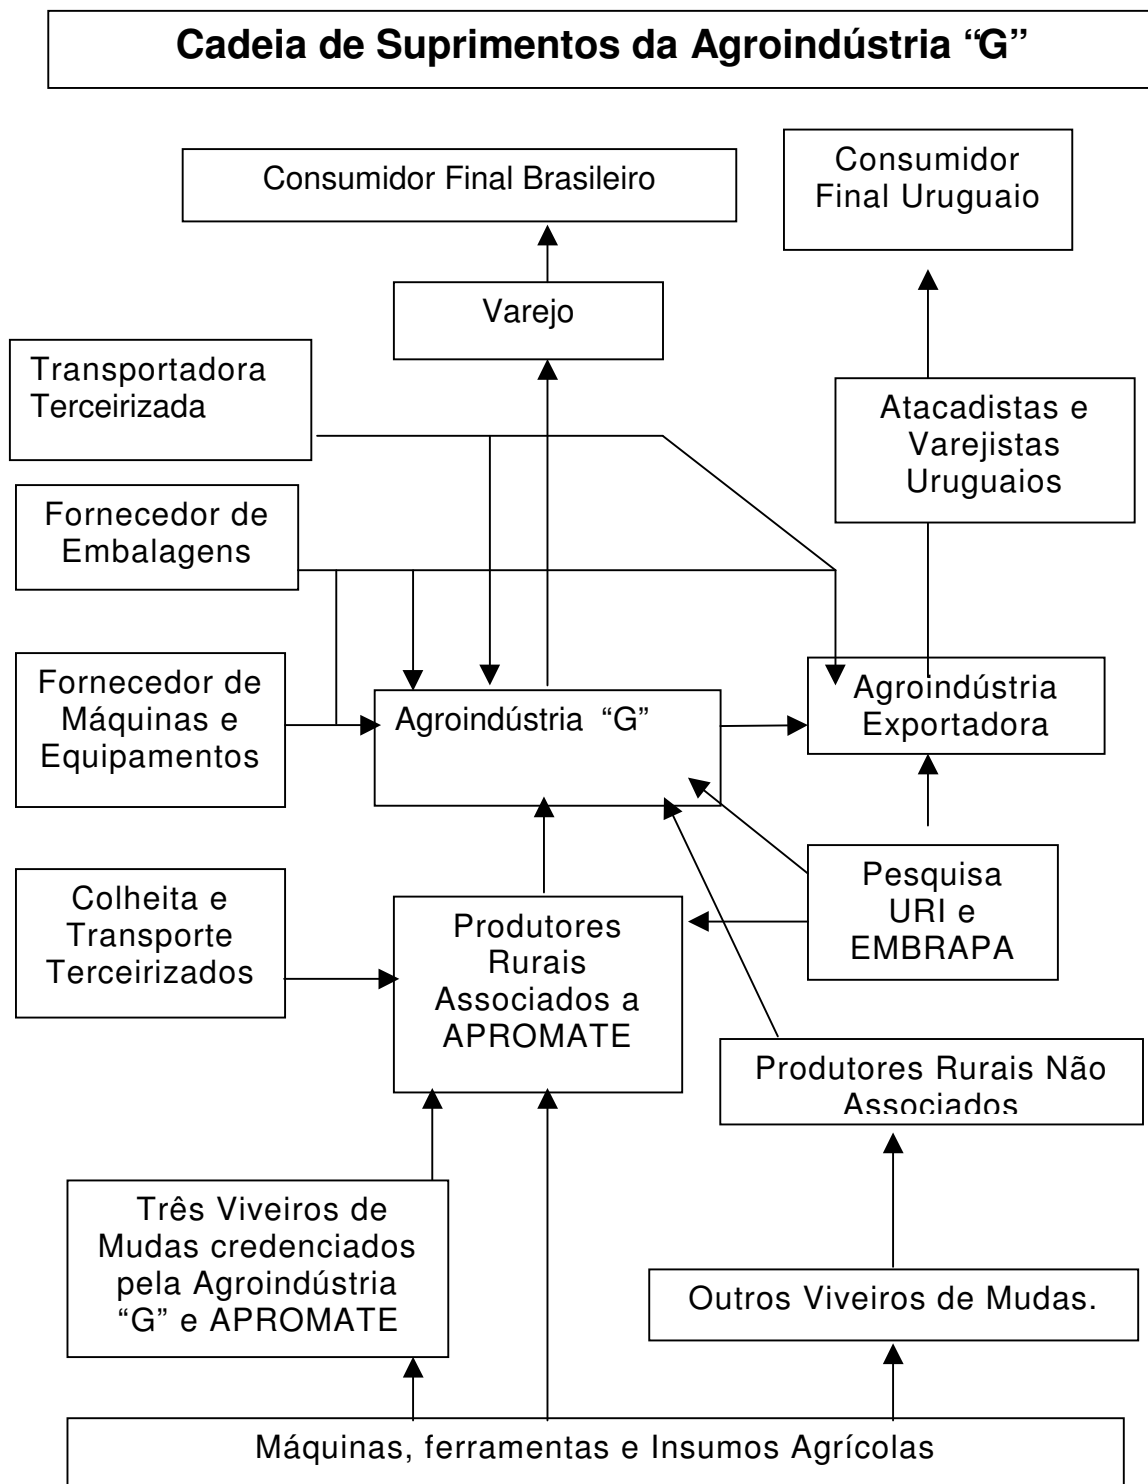 Cadeia de Suprimentos da Agroindústria “G”
Consumidor Final Brasileiro
Consumidor
Final Uruguaio
Varejo
Transportadora
Terceirizada
Atacadistas e
Varejistas
Uruguaios
Fornecedor de
Embalagens
Fornecedor de
Máquinas e
Equipamentos
Agroindústria “G”
Agroindústria
Exportadora
Colheita e
Transporte
Terceirizados
Produtores
Rurais
Associados a
APROMATE
Pesquisa
URI e
EMBRAPA
Produtores Rurais Não
Associados
Três Viveiros de
Mudas credenciados
pela Agroindústria
“G” e APROMATE
Outros Viveiros de Mudas.
Máquinas, ferramentas e Insumos Agrícolas